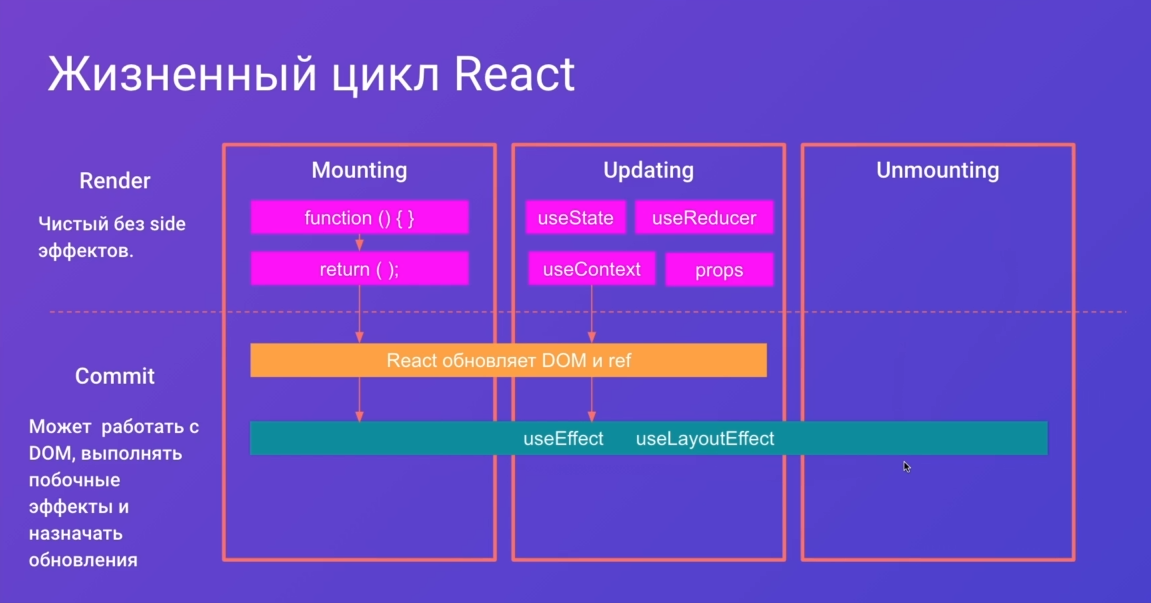 Жизненный цикл React
Render
Чистый без side
эффектов.
Mounting
function () { }
return ( );
Updating
useState
useReducer
useContext
props
Unmounting
React обновляет DOM и ref
Commit
Может работать с
DOM, выполнять
побочные
эффекты и
назначать
обновления
useEffect
useLayoutEffect